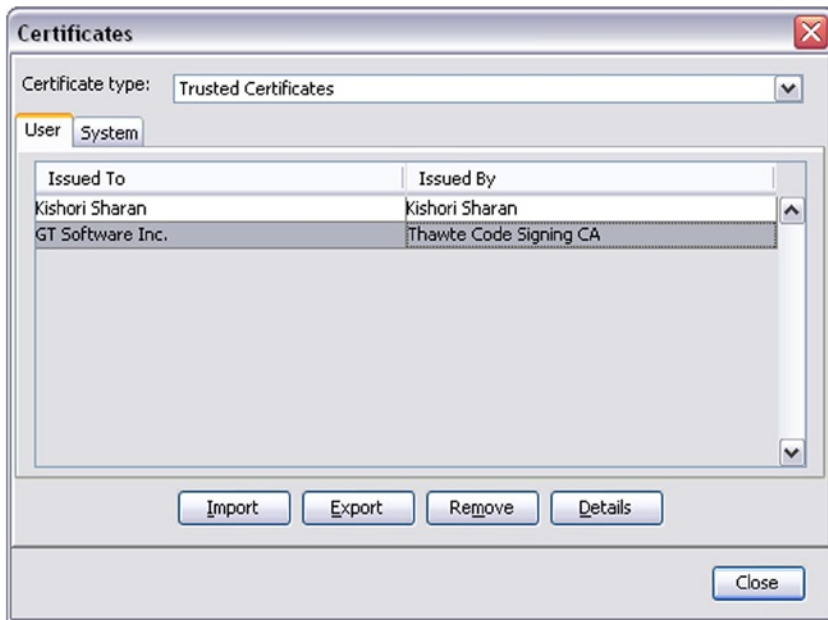 Certificates
Certificate type: Trusted Certificates
User System
Issued To Issued By
Kishori Sharan Kishori Sharan
GT Software Inc. Thawte Code Signing CA
Import Export Remove Details
Close